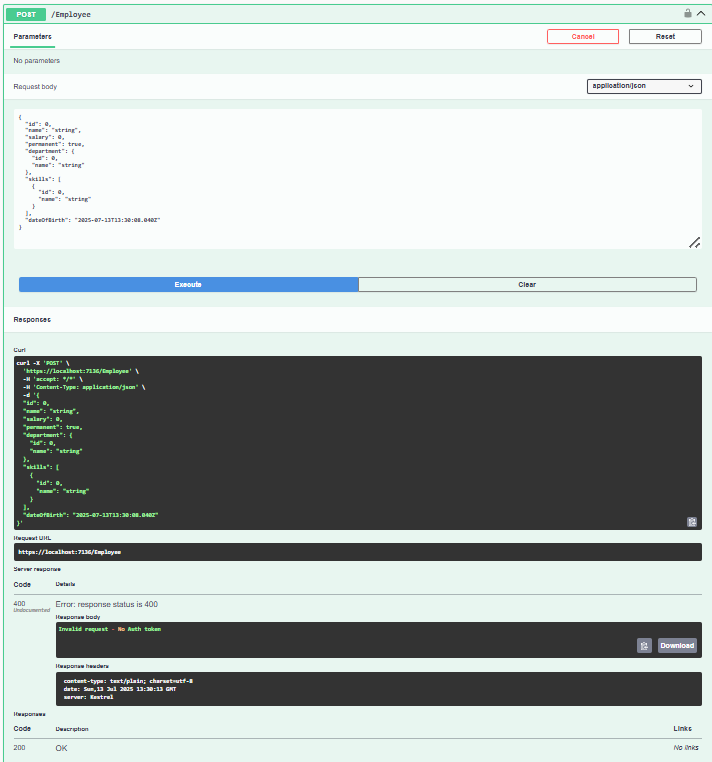 POST /Employee
Parameters Cancel Reset
No parameters
Request body application/json
{
"id": 0,
"name": "string",
"salary": 0,
"permanent": true,
"department": {
"id": 0,
"name": "string"
},
"skills": [
{
"id": 0,
"name": "string"
}
],
"dateOfBirth": "2025-07-13T13:30:08.040Z"
}
Execute Clear
Responses
Curl
curl -X 'POST' \
'https://localhost:7136/Employee' \
-H 'accept: */*' \
-H 'Content-Type: application/json' \
-d '{
"id": 0,
"name": "string",
"salary": 0,
"permanent": true,
"department": {
"id": 0,
"name": "string"
},
"skills": [
{
"id": 0,
"name": "string"
}
],
"dateOfBirth": "2025-07-13T13:30:08.040Z"
}'
Request URL
https://localhost:7136/Employee
Server response
Code Details
400 Error: response status is 400
Undocumented
Response body
Invalid request - No Auth token
Download
Response headers
content-type: text/plain; charset=utf-8
date: Sun,13 Jul 2025 13:30:13 GMT
server: Kestrel
Responses
Code Description Links
200 OK No links